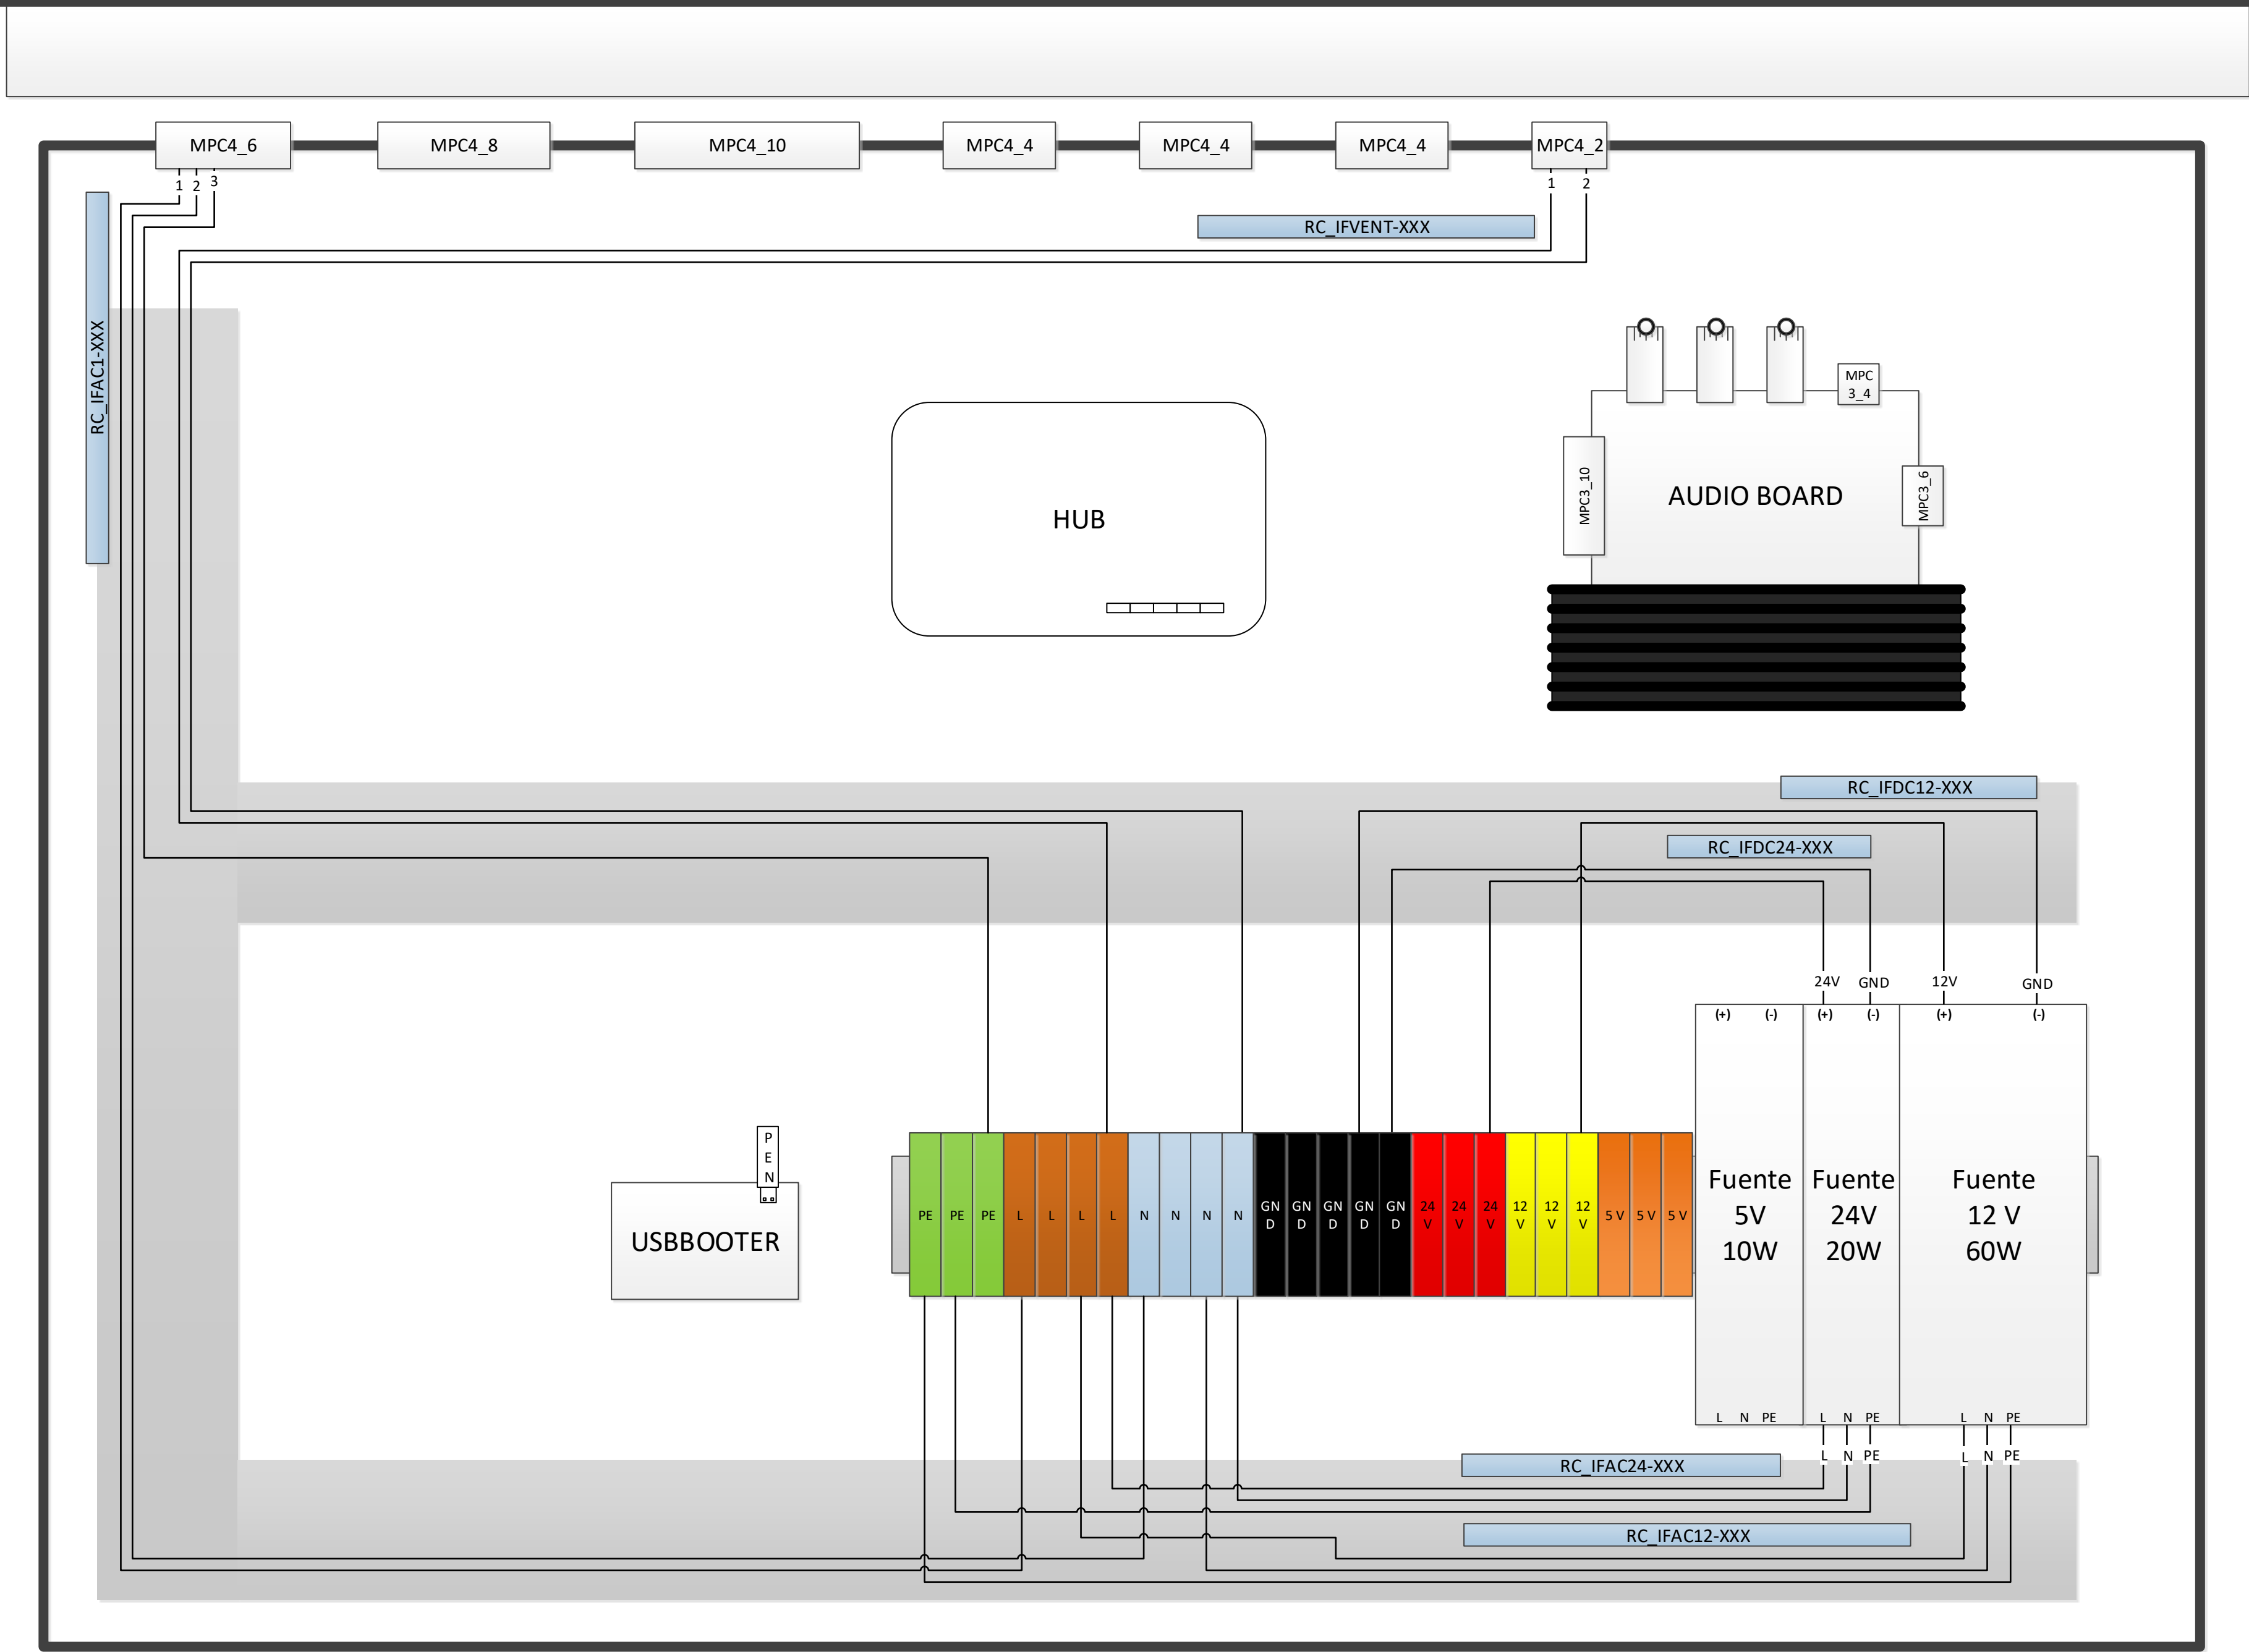 MPC4_6
MPC4_8
MPC4_10
MPC4_4
MPC4_4
MPC4_4
MPC4_2
1 2 3
1 2
RC_IFVENT-XXX
RC_IFAC1-XXX
MPC
3_4
MPC3_10
AUDIO BOARD
MPC3_6
HUB
RC_IFDC12-XXX
RC_IFDC24-XXX
24V
GND
12V
GND
(+) (-) (+) (-) (+) (-)
P
E
N
USBBOOTER
PE
PE
PE
L
L
L
L
N
N
N
N
GN
D
GN
D
GN
D
GN
D
GN
D
24
V
24
V
24
V
12
V
12
V
12
V
5 V
5 V
5 V
Fuente
5V
10W
Fuente
24V
20W
Fuente
12 V
60W
L N PE
L N PE
L N PE
L N PE
L N PE
RC_IFAC24-XXX
RC_IFAC12-XXX